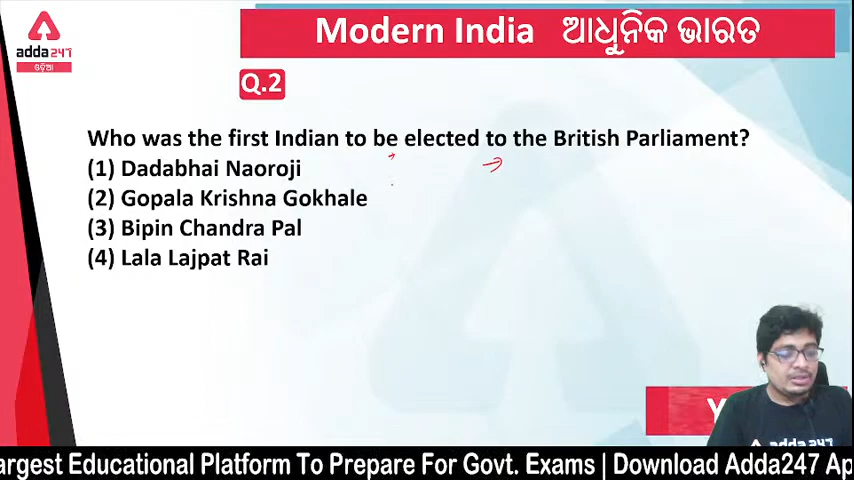 adda247
ଓଡ଼ିଆ
Modern India ଆଧୁନିକ ଭାରତ
Q.2
Who was the first Indian to be elected to the British Parliament?
(1) Dadabhai Naoroji
(2) Gopala Krishna Gokhale
(3) Bipin Chandra Pal
(4) Lala Lajpat Rai
adda247
Educational Platform To Prepare For Govt. Exams | Download Adda247